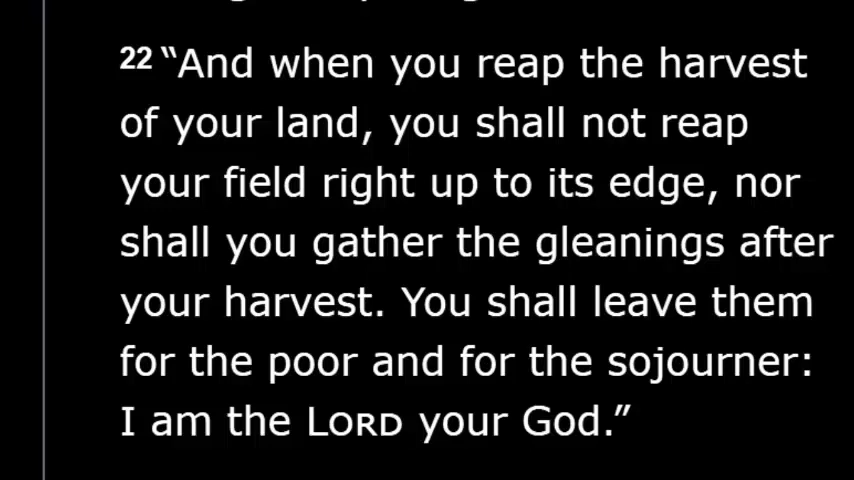 22 “And when you reap the harvest
of your land, you shall not reap
your field right up to its edge, nor
shall you gather the gleanings after
your harvest. You shall leave them
for the poor and for the sojourner:
I am the LORD your God.”